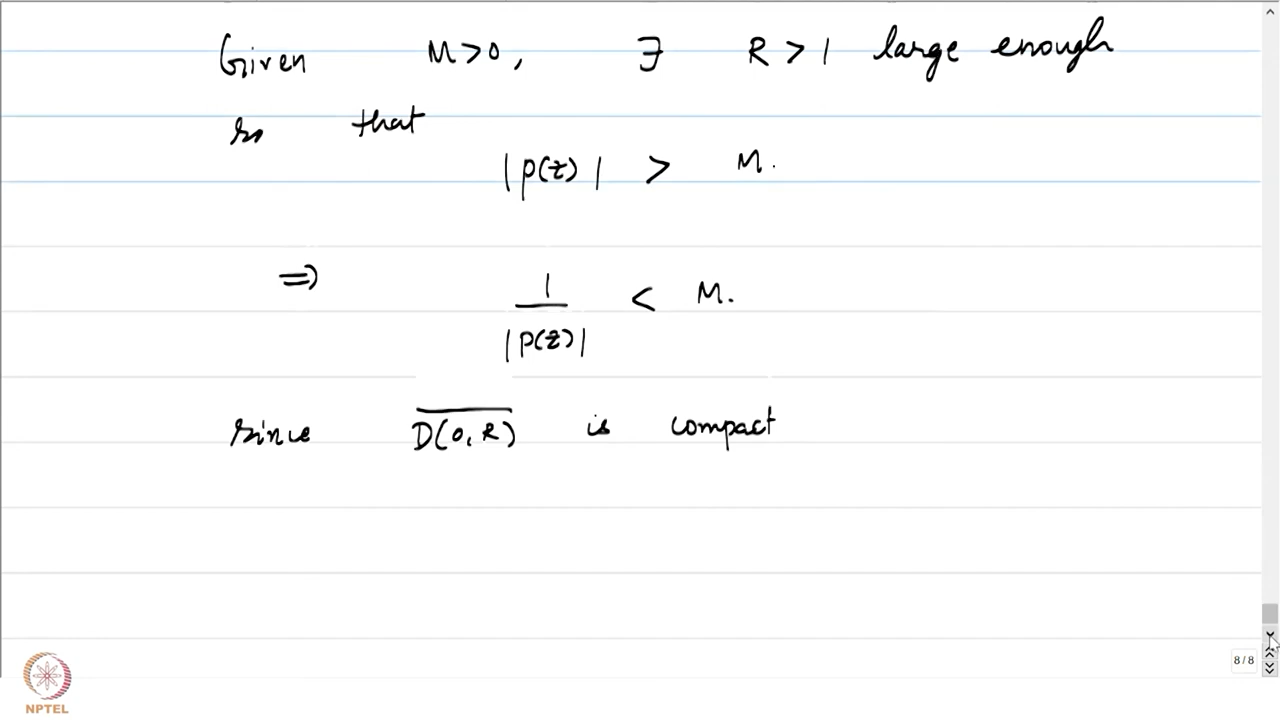 Given M>0, ∃ R>1 large enough
so that
|p(z)| > M.
⇒ 1/|p(z)| < M.
since \overline{D(0,R)} is compact
8/8
NPTEL